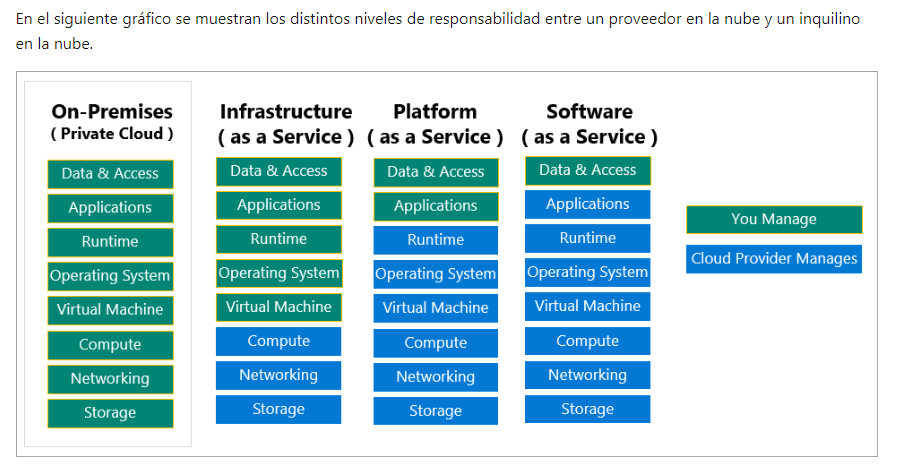 En el siguiente gráfico se muestran los distintos niveles de responsabilidad entre un proveedor en la nube y un inquilino
en la nube.
On-Premises
( Private Cloud )
Data & Access
Applications
Runtime
Operating System
Virtual Machine
Compute
Networking
Storage
Infrastructure
( as a Service )
Data & Access
Applications
Runtime
Operating System
Virtual Machine
Compute
Networking
Storage
Platform
( as a Service )
Data & Access
Applications
Runtime
Operating System
Virtual Machine
Compute
Networking
Storage
Software
( as a Service )
Data & Access
Applications
Runtime
Operating System
Virtual Machine
Compute
Networking
Storage
You Manage
Cloud Provider Manages